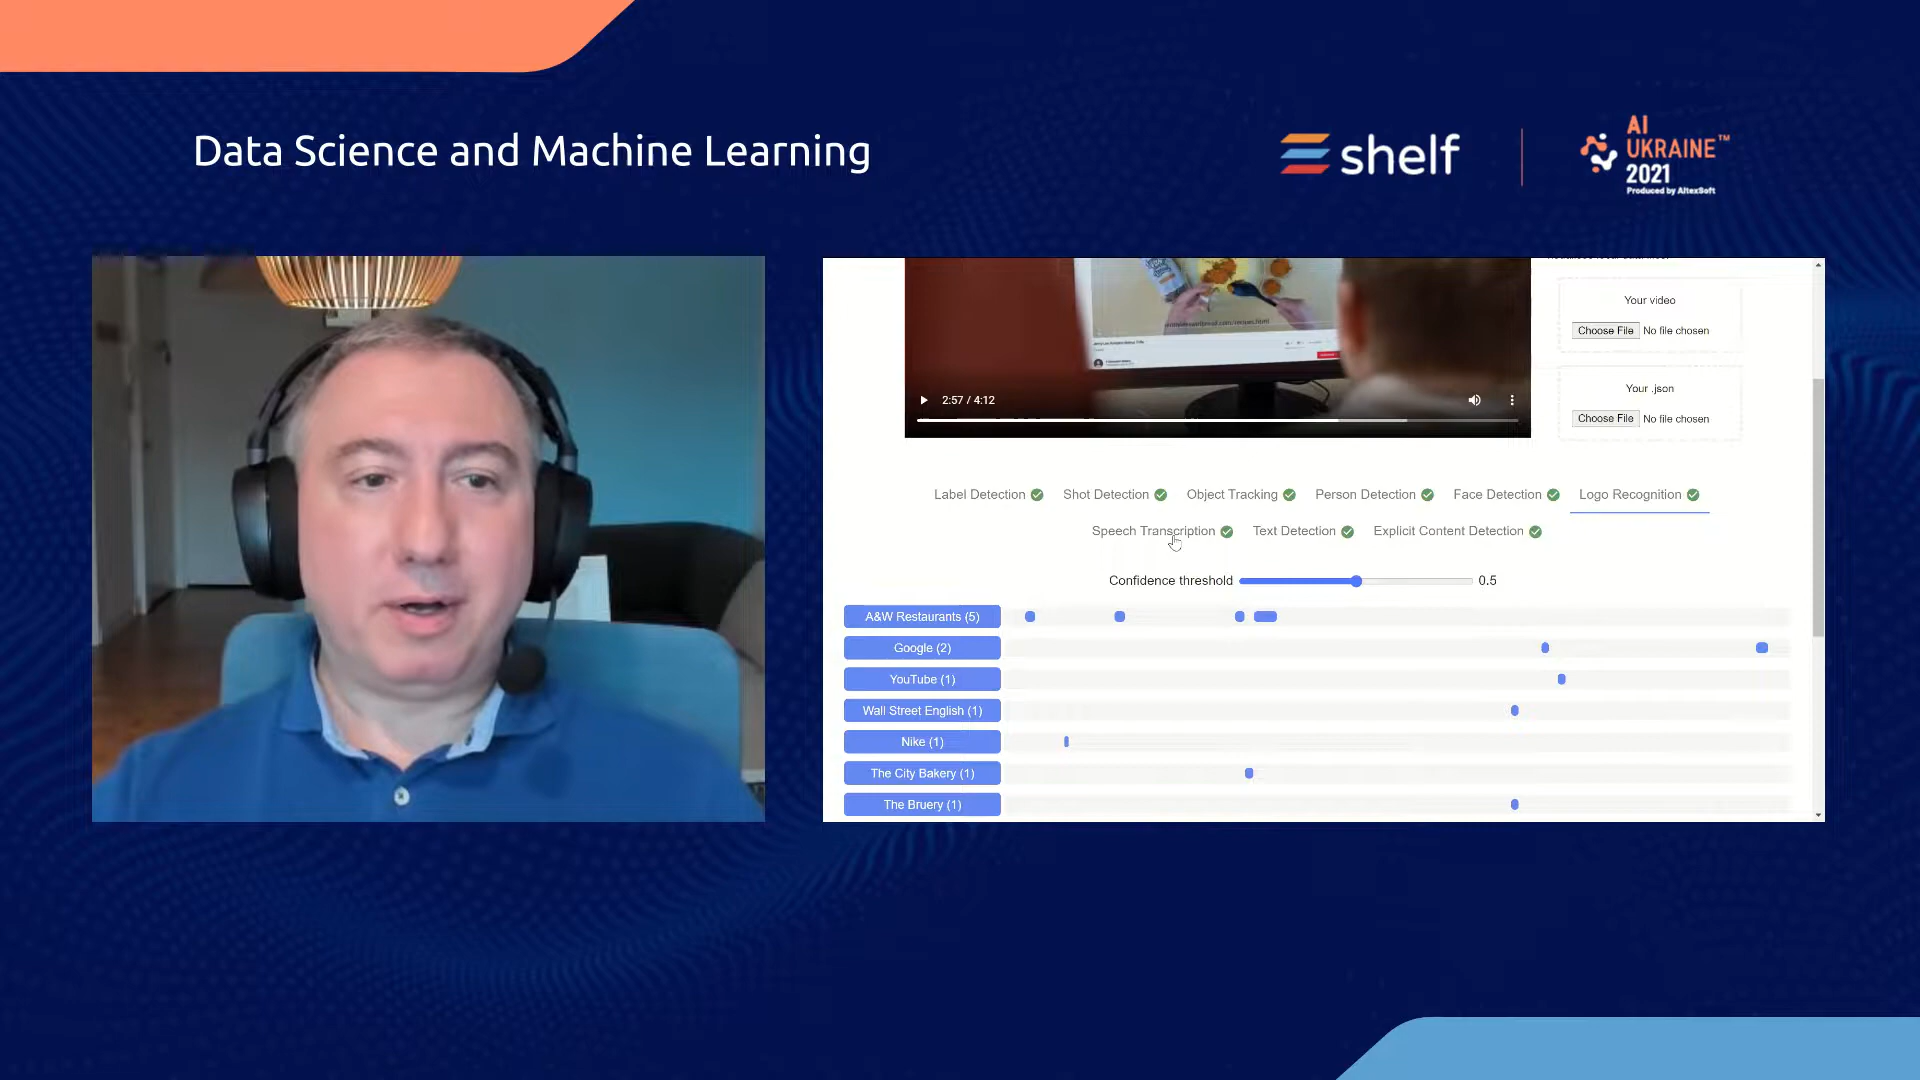 Data Science and Machine Learning
shelf
AI
UKRAINE™
2021
Produced by AltexSoft
Your video
Choose File No file chosen
Your .json
Choose File No file chosen
2:57 / 4:12
Label Detection
Shot Detection
Object Tracking
Person Detection
Face Detection
Logo Recognition
Speech Transcription
Text Detection
Explicit Content Detection
Confidence threshold 0.5
A&W Restaurants (5)
Google (2)
YouTube (1)
Wall Street English (1)
Nike (1)
The City Bakery (1)
The Bruery (1)